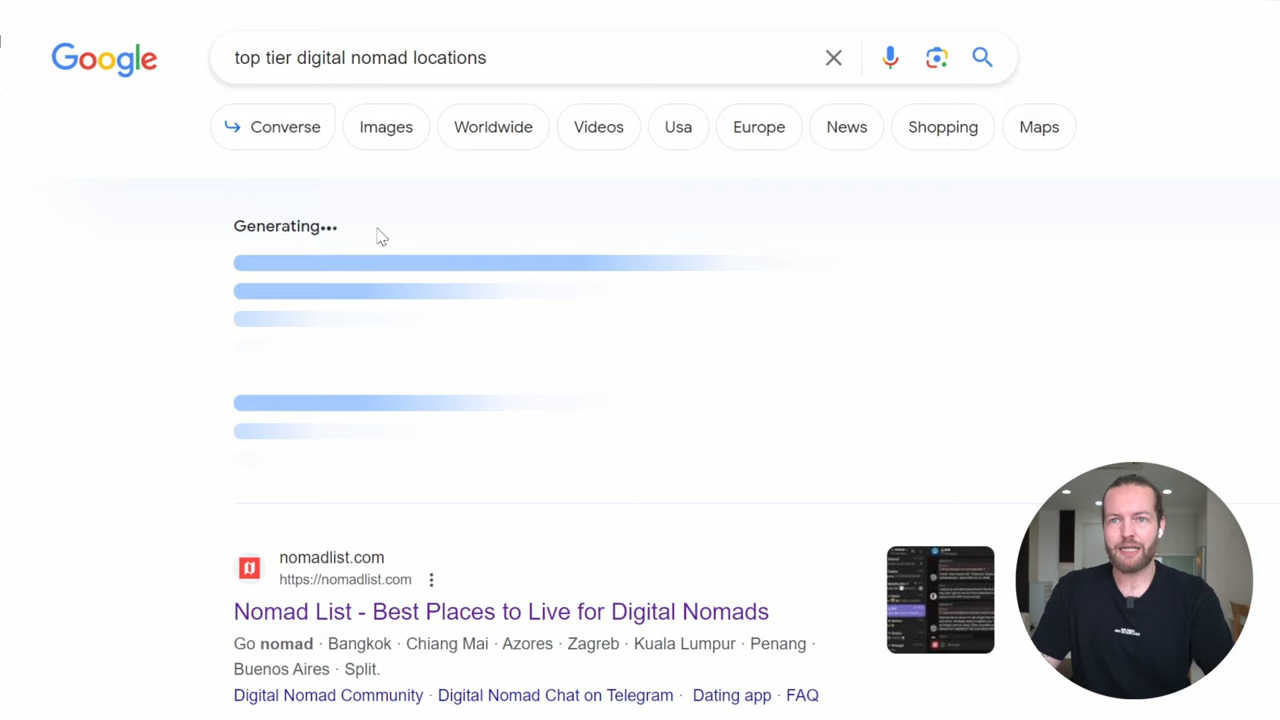 Google
top tier digital nomad locations
Converse
Images
Worldwide
Videos
Usa
Europe
News
Shopping
Maps
Generating•••
nomadlist.com
https://nomadlist.com
Nomad List - Best Places to Live for Digital Nomads
Go nomad · Bangkok · Chiang Mai · Azores · Zagreb · Kuala Lumpur · Penang ·
Buenos Aires · Split.
Digital Nomad Community · Digital Nomad Chat on Telegram · Dating app · FAQ